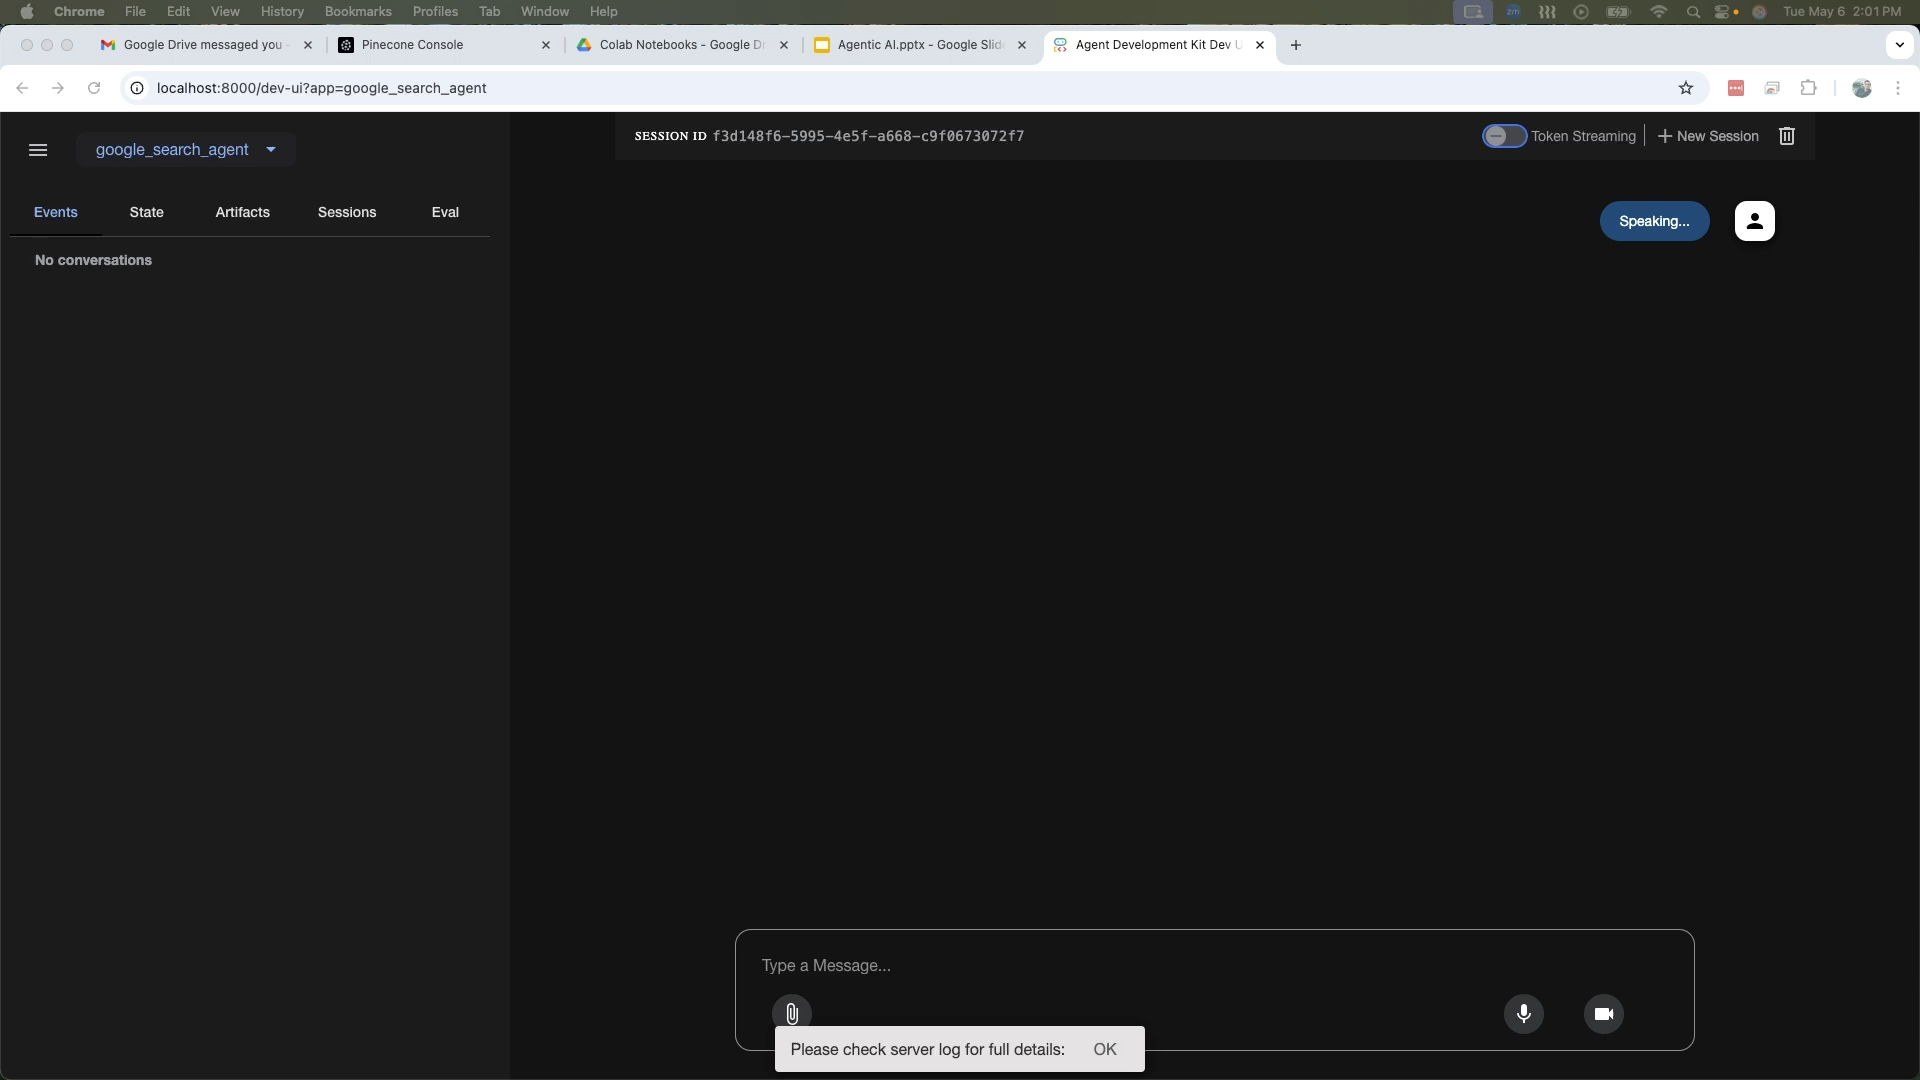 Chrome File Edit View History Bookmarks Profiles Tab Window Help zm Tue May 6 2:01 PM
Google Drive messaged you - Pinecone Console Colab Notebooks - Google Dr Agentic AI.pptx - Google Slide Agent Development Kit Dev U
localhost:8000/dev-ui?app=google_search_agent
google_search_agent
SESSION ID f3d148f6-5995-4e5f-a668-c9f0673072f7 Token Streaming New Session
Events State Artifacts Sessions Eval
Speaking...
No conversations
Type a Message...
Please check server log for full details: OK